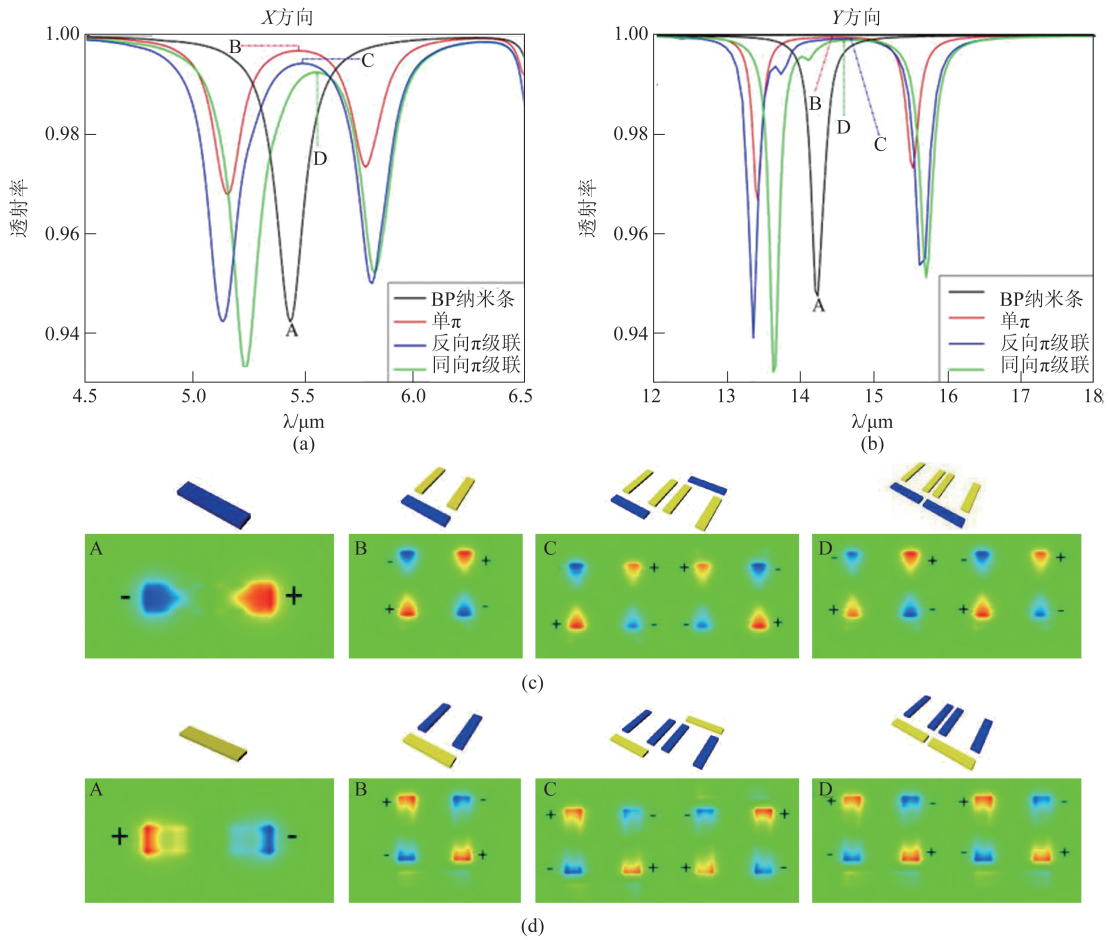 X方向
1.00
0.98
0.96
0.94
透射率
B
C
D
A
BP纳米条
单π
反向π级联
同向π级联
4.5 5.0 5.5 6.0 6.5
λ/μm
(a)
Y方向
1.00
0.98
0.96
0.94
透射率
B
D
C
A
BP纳米条
单π
反向π级联
同向π级联
12 13 14 15 16 17 18
λ/μm
(b)
A B C D
- + - +
- + + -
- + - +
+ -
+ - - +
+ - + -
(c)
A B C D
+ - + -
+ - - +
+ - + -
- +
- + + -
- + - +
(d)